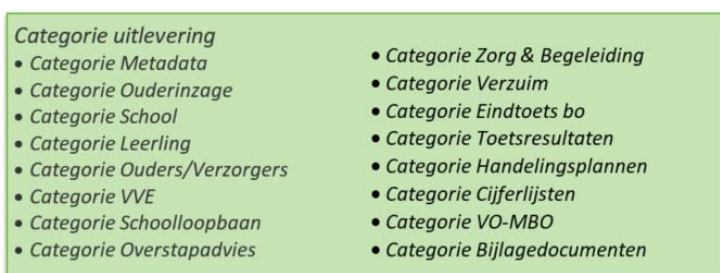 Categorie uitlevering
• Categorie Metadata
• Categorie Ouderinzage
• Categorie School
• Categorie Leerling
• Categorie Ouders/Verzorgers
• Categorie VVE
• Categorie Schoolloopbaan
• Categorie Overstapadvies
• Categorie Zorg & Begeleiding
• Categorie Verzuim
• Categorie Eindtoets bo
• Categorie Toetsresultaten
• Categorie Handelingsplannen
• Categorie Cijferlijsten
• Categorie VO-MBO
• Categorie Bijlagedocumenten